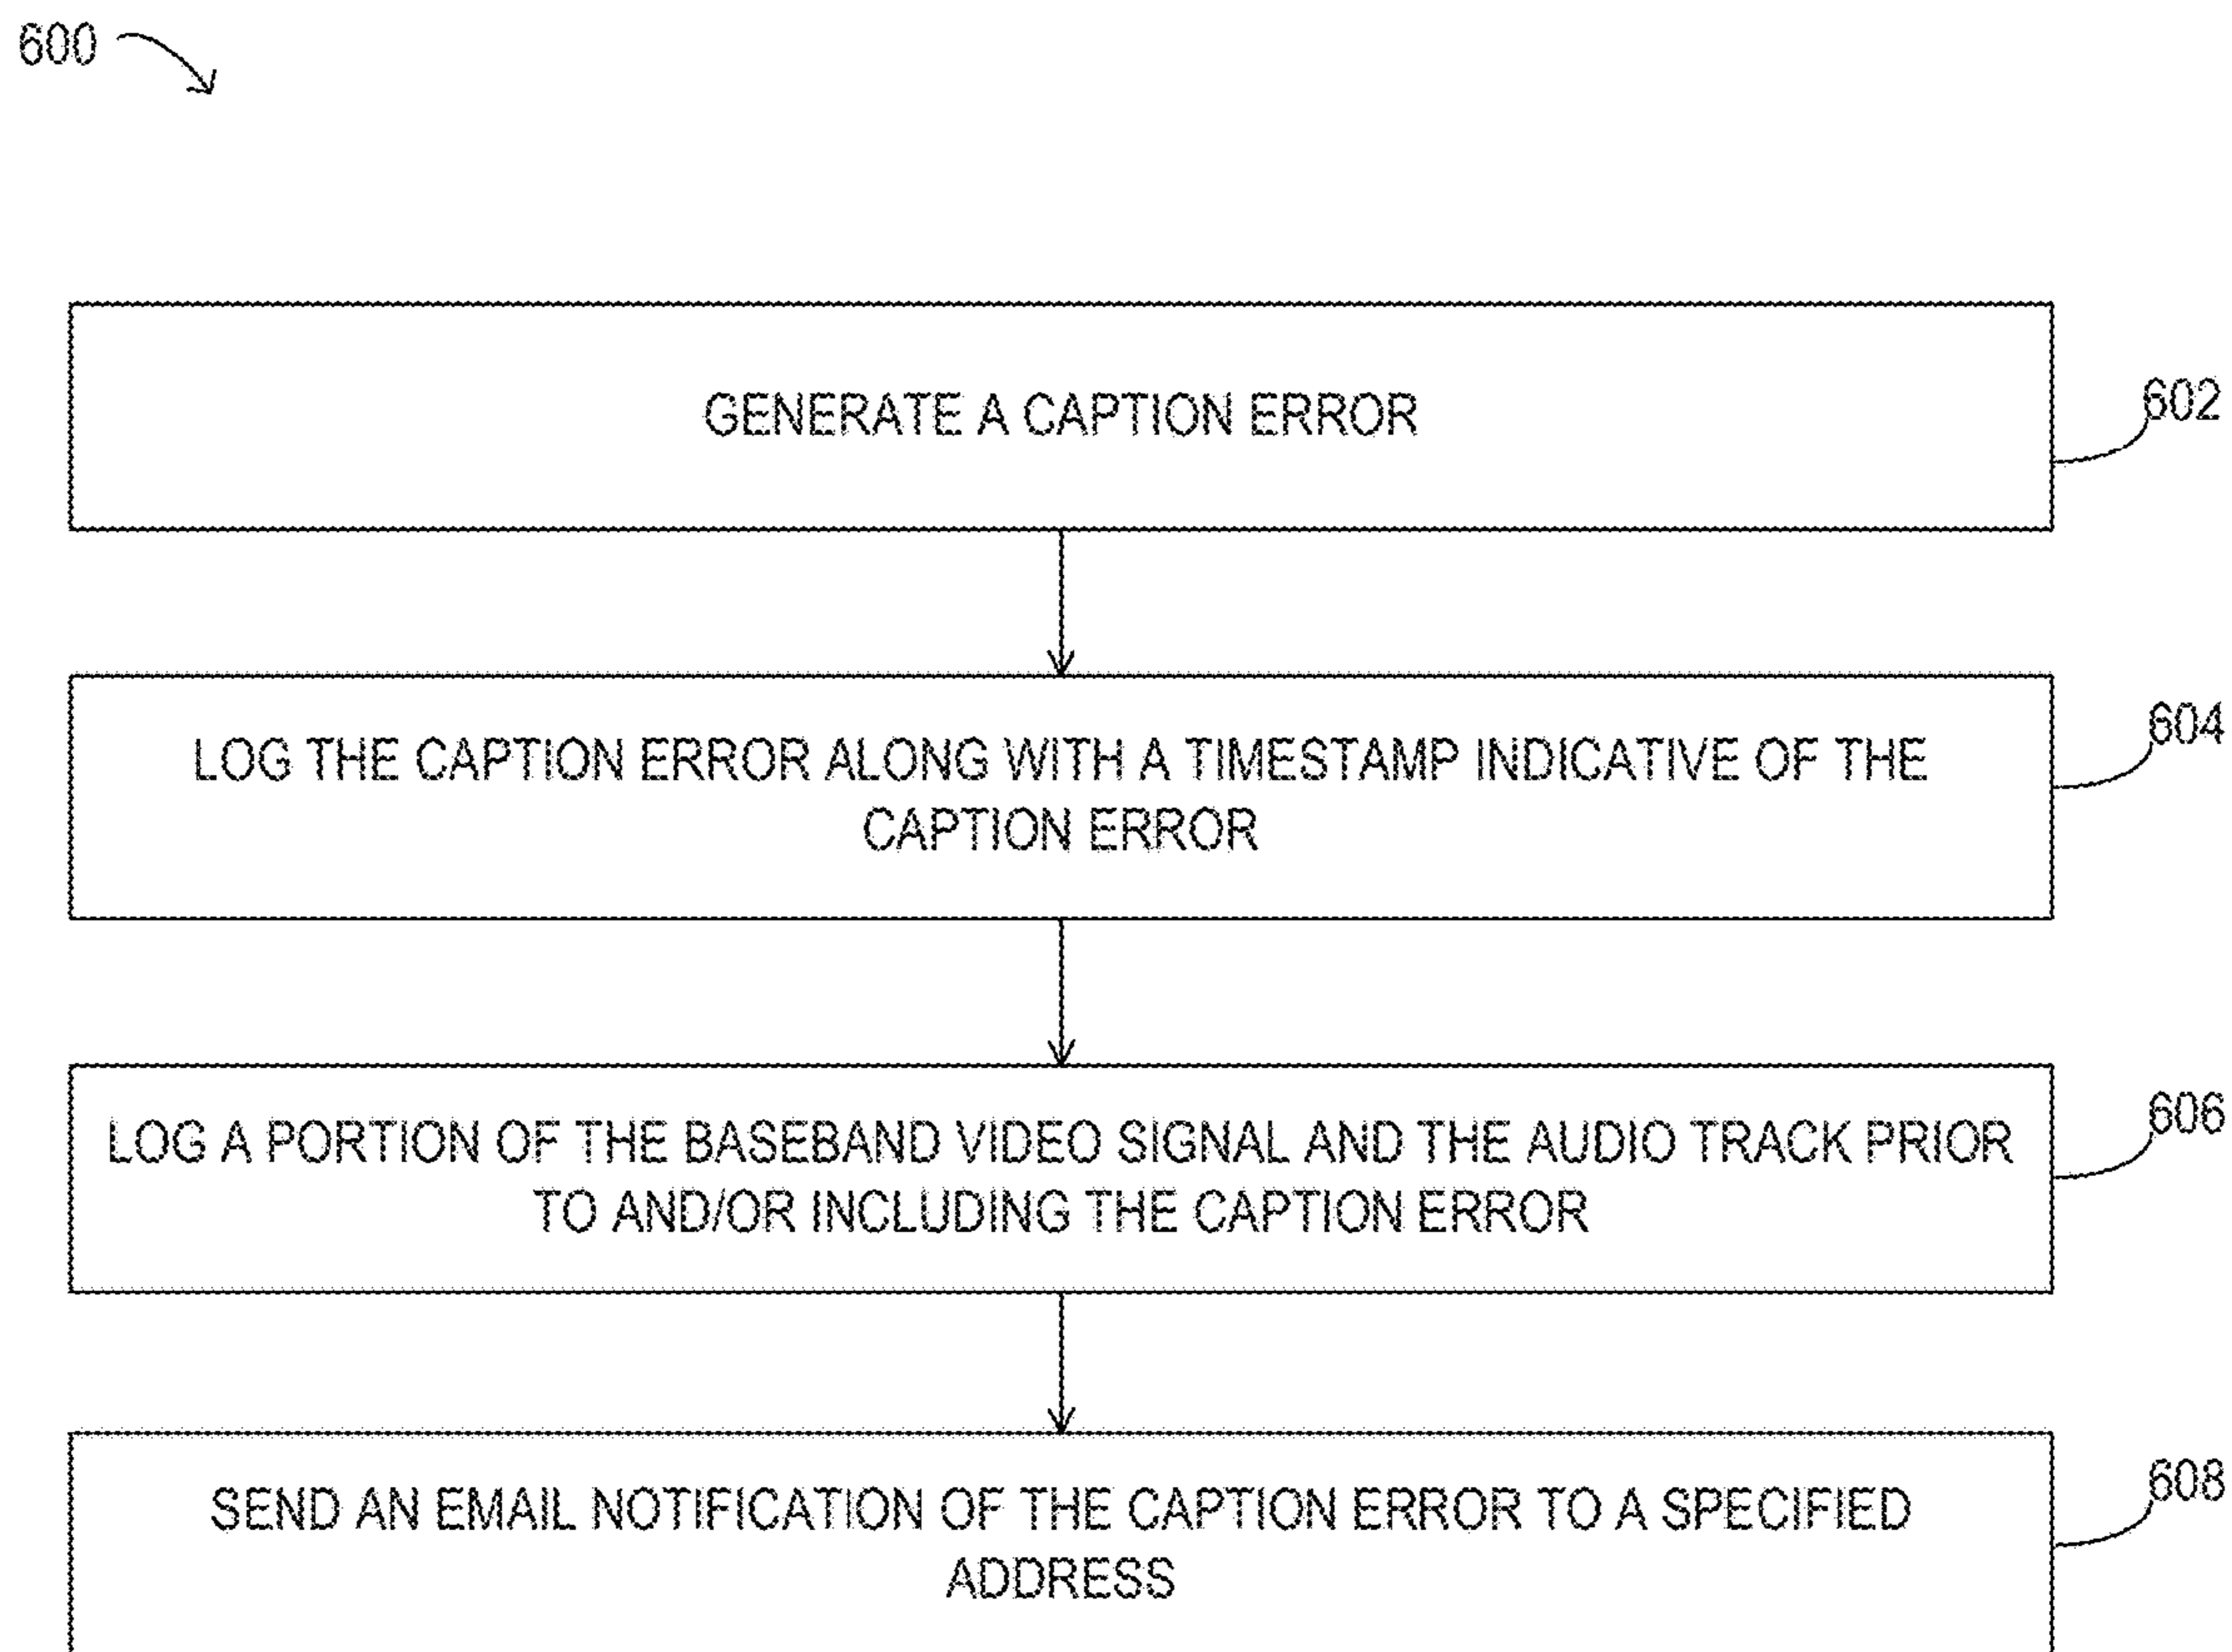 600
GENERATE A CAPTION ERROR
602
LOG THE CAPTION ERROR ALONG WITH A TIMESTAMP INDICATIVE OF THE
CAPTION ERROR
604
LOG A PORTION OF THE BASEBAND VIDEO SIGNAL AND THE AUDIO TRACK PRIOR
TO AND/OR INCLUDING THE CAPTION ERROR
606
SEND AN EMAIL NOTIFICATION OF THE CAPTION ERROR TO A SPECIFIED
ADDRESS
608